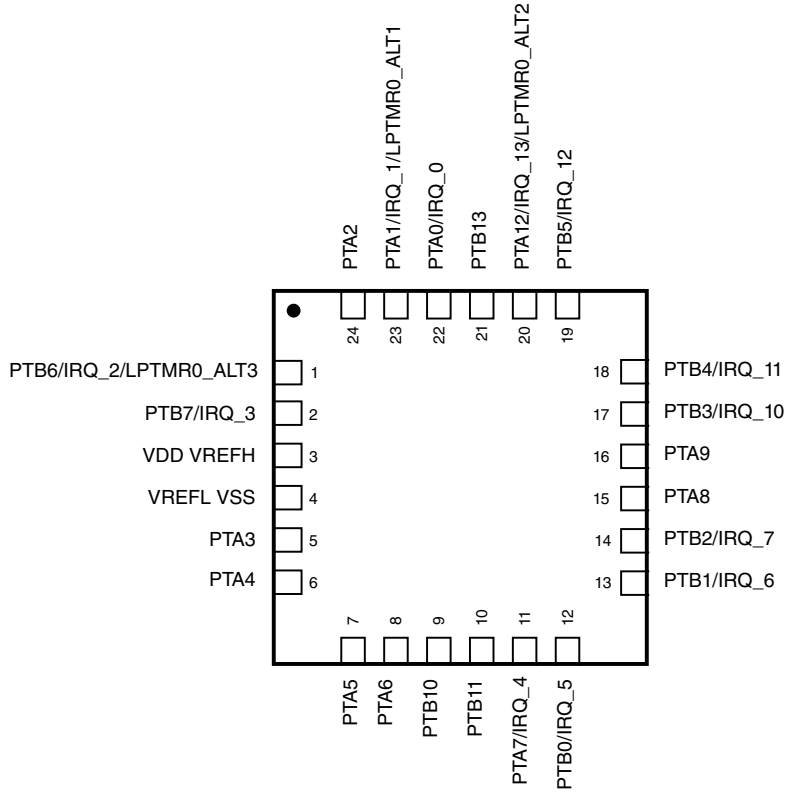 PTA2
PTA1/IRQ_1/LPTMR0_ALT1
PTA0/IRQ_0
PTB13
PTA12/IRQ_13/LPTMR0_ALT2
PTB5/IRQ_12
24
23
22
21
20
19
PTB6/IRQ_2/LPTMR0_ALT3 1
PTB7/IRQ_3 2
VDD VREFH 3
VREFL VSS 4
PTA3 5
PTA4 6
18 PTB4/IRQ_11
17 PTB3/IRQ_10
16 PTA9
15 PTA8
14 PTB2/IRQ_7
13 PTB1/IRQ_6
7
8
9
10
11
12
PTA5
PTA6
PTB10
PTB11
PTA7/IRQ_4
PTB0/IRQ_5